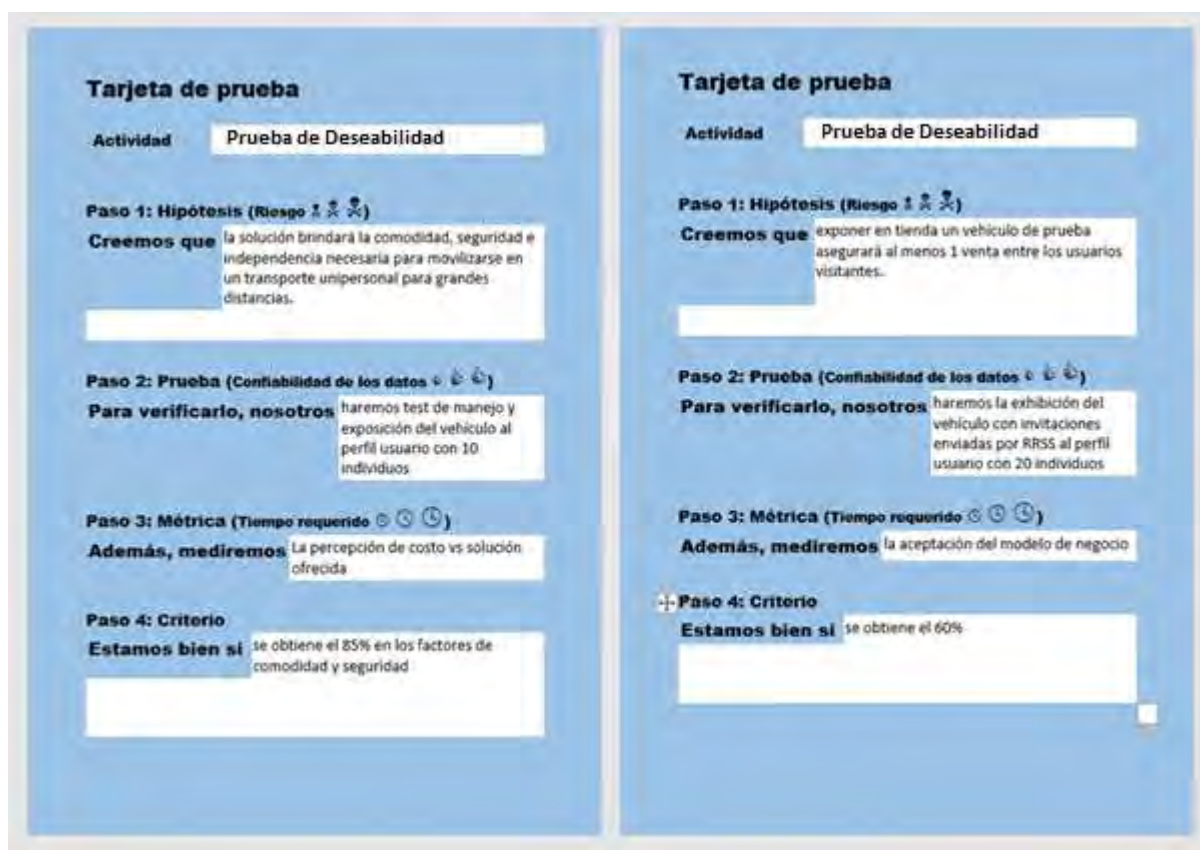 Tarjeta de prueba
Actividad Prueba de Deseabilidad
Paso 1: Hipótesis (Riesgo)
Creemos que la solución brindará la comodidad, seguridad e
independencia necesaria para movilizarse en
un transporte unipersonal para grandes
distancias.
Paso 2: Prueba (Confiabilidad de los datos)
Para verificarlo, nosotros haremos test de manejo y
exposición del vehículo al
perfil usuario con 10
individuos
Paso 3: Métrica (Tiempo requerido)
Además, mediremos La percepción de costo vs solución
ofrecida
Paso 4: Criterio
Estamos bien si se obtiene el 85% en los factores de
comodidad y seguridad
Tarjeta de prueba
Actividad Prueba de Deseabilidad
Paso 1: Hipótesis (Riesgo)
Creemos que exponer en tienda un vehículo de prueba
asegurará al menos 1 venta entre los usuarios
visitantes.
Paso 2: Prueba (Confiabilidad de los datos)
Para verificarlo, nosotros haremos la exhibición del
vehículo con invitaciones
enviadas por RRSS al perfil
usuario con 20 individuos
Paso 3: Métrica (Tiempo requerido)
Además, mediremos la aceptación del modelo de negocio
Paso 4: Criterio
Estamos bien si se obtiene el 60%